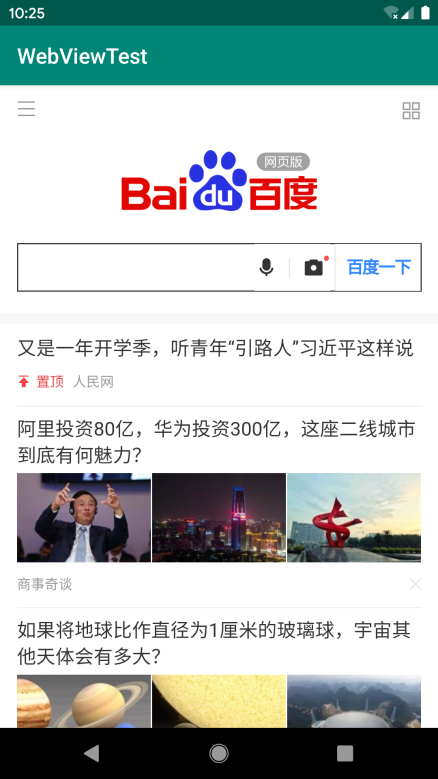 10:25
WebViewTest
网页版
Bai du 百度
百度一下
又是一年开学季，听青年“引路人”习近平这样说
置顶 人民网
阿里投资80亿，华为投资300亿，这座二线城市
到底有何魅力？
商事奇谈
如果将地球比作直径为1厘米的玻璃球，宇宙其
他天体会有多大？